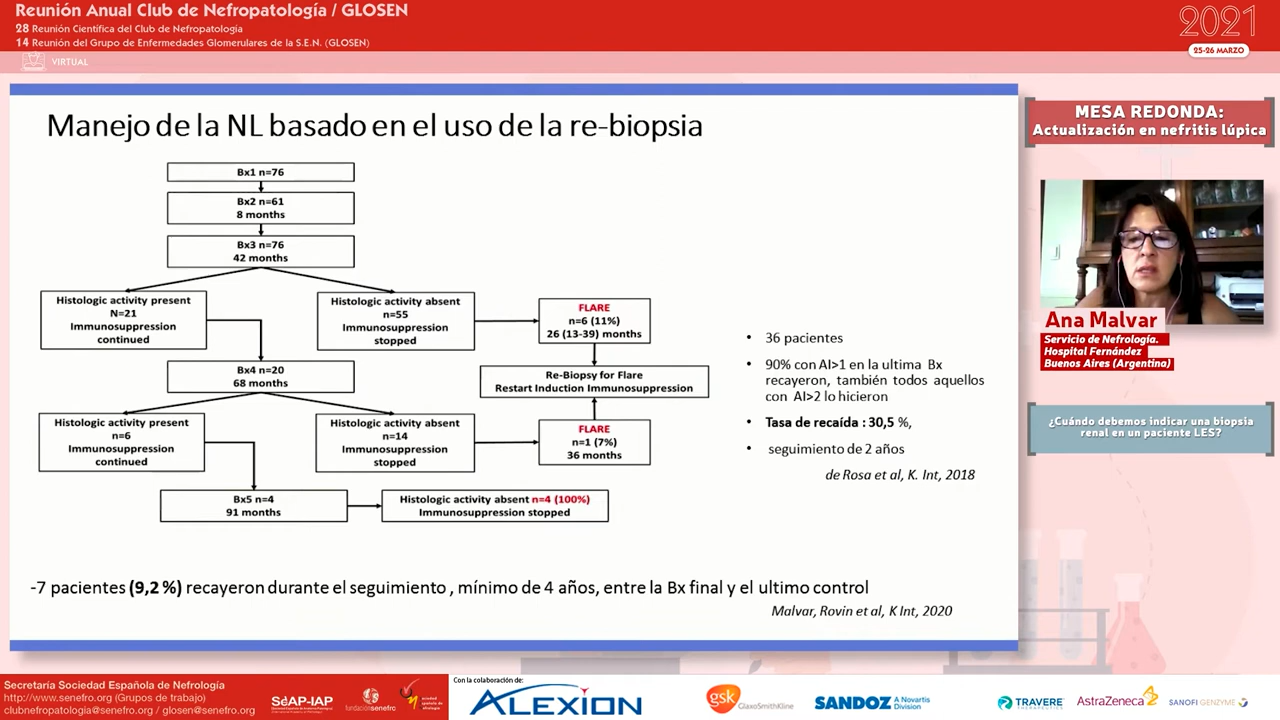 Reunión Anual Club de Nefropatología / GLOSEN
28 Reunión Científica del Club de Nefropatología
14 Reunión del Grupo de Enfermedades Glomerulares de la S.E.N. (GLOSEN)
VIRTUAL
2021
25-26 MARZO
Manejo de la NL basado en el uso de la re-biopsia
Bx1 n=76
Bx2 n=61
8 months
Bx3 n=76
42 months
Histologic activity present
N=21
Immunosuppression
continued
Histologic activity absent
n=55
Immunosuppression
stopped
FLARE
n=6 (11%)
26 (13-39) months
Re-Biopsy for Flare
Restart Induction Immunosuppression
Bx4 n=20
68 months
Histologic activity present
n=6
Immunosuppression
continued
Histologic activity absent
n=14
Immunosuppression
stopped
FLARE
n=1 (7%)
36 months
Bx5 n=4
91 months
Histologic activity absent n=4 (100%)
Immunosuppression stopped
• 36 pacientes
• 90% con AI>1 en la ultima Bx
recayeron, también todos aquellos
con AI>2 lo hicieron
• Tasa de recaída : 30,5 %,
• seguimiento de 2 años
de Rosa et al, K. Int, 2018
-7 pacientes (9,2 %) recayeron durante el seguimiento , mínimo de 4 años, entre la Bx final y el ultimo control
Malvar, Rovin et al, K Int, 2020
MESA REDONDA:
Actualización en nefritis lúpica
Ana Malvar
Servicio de Nefrología.
Hospital Fernández
Buenos Aires (Argentina)
¿Cuándo debemos indicar una biopsia
renal en un paciente LES?
Secretaría Sociedad Española de Nefrología
http://www.senefro.org (Grupos de trabajo)
clubnefropatologia@senefro.org / glosen@senefro.org
SEAP-IAP
fundaciónsenefro
Con la colaboración de:
ALEXION
gsk
GlaxoSmithKline
SANDOZ A Novartis
Division
TRAVERE
THERAPEUTICS
AstraZeneca
SANOFI GENZYME